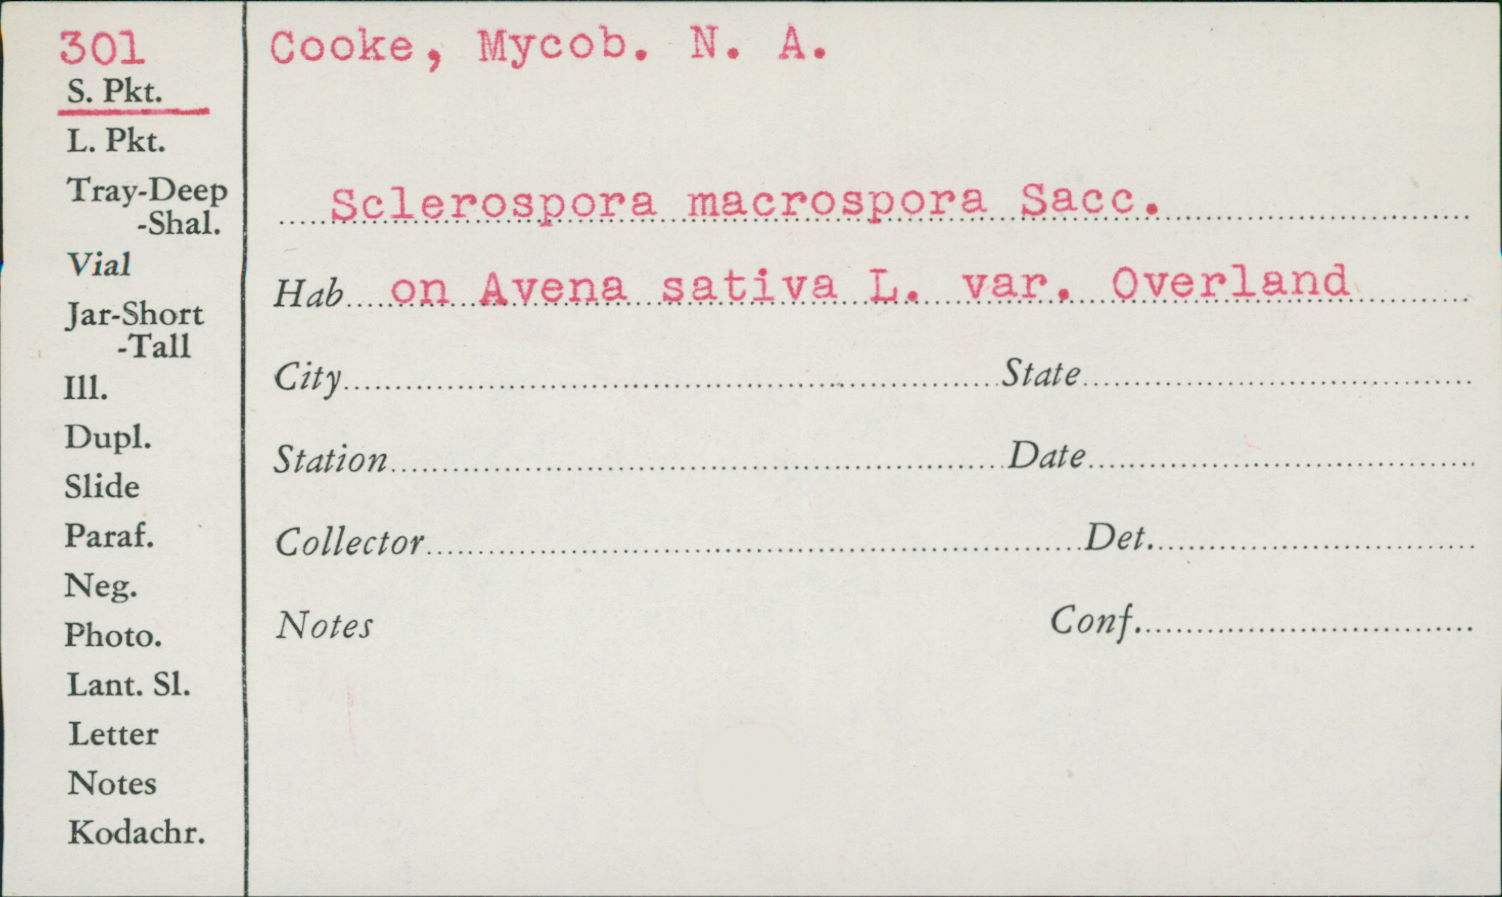 301
S. Pkt.
L. Pkt.
Tray-Deep
-Shal.
Vial
Jar-Short
-Tall
Ill.
Dupl.
Slide
Paraf.
Neg.
Photo.
Lant. Sl.
Letter
Notes
Kodachr.
Cooke, Mycob. N. A.
Sclerospora macrospora Sacc.
Hab on Avena sativa L. var. Overland
City State
Station Date
Collector Det.
Notes Conf.